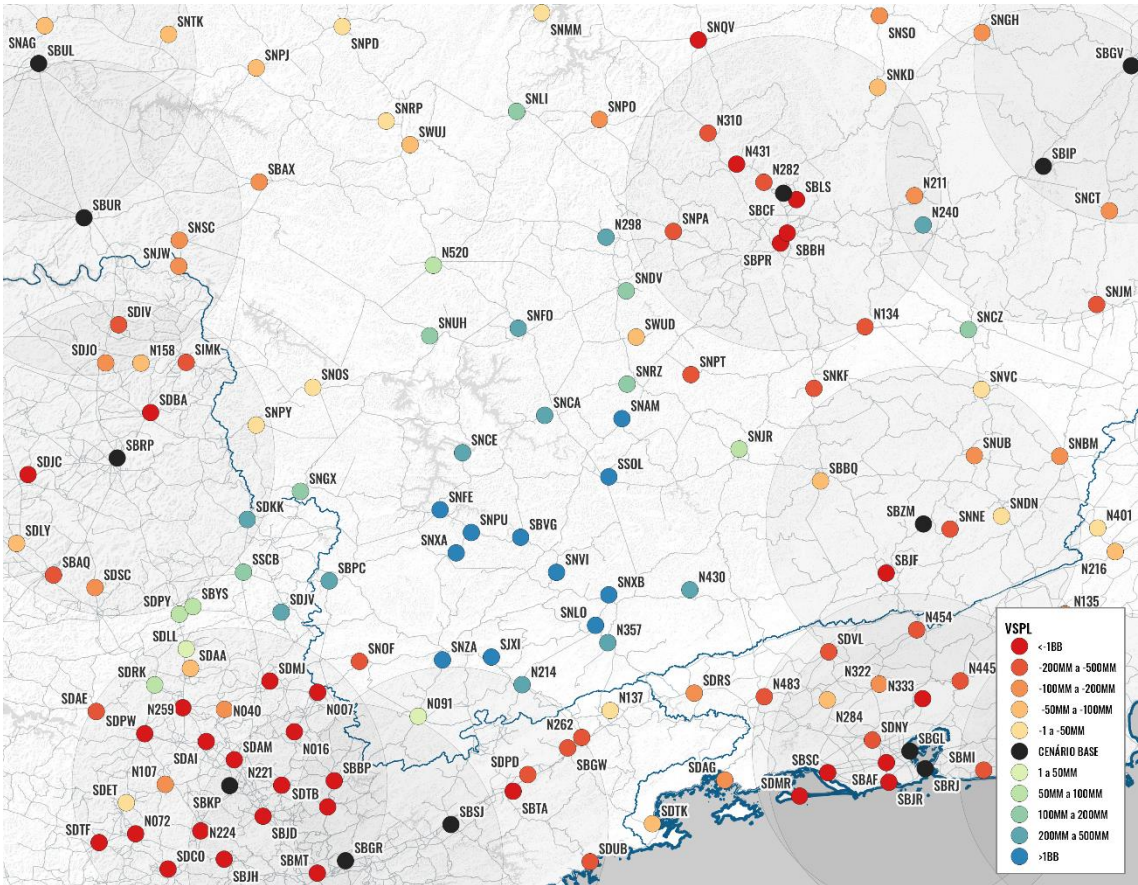 SNTK
SNAG
SBUL
SNPD
SNPJ
SNMM
SNQV
SNSO
SNGH
SBGV
SNKD
SNRP
SWUJ
SNLI
SNPO
N310
N431
N282
SBLS
SBCF
SBIP
SBAX
SBUR
N211
N240
SNCT
SNSC
SNJW
N298
SNPA
SBBH
SBPR
N520
SNDV
SNJM
SDIV
SNUH
SNFO
SWUD
N134
SNCZ
SDJO
N158
SIMK
SNOS
SNRZ
SNPT
SNKF
SNVC
SDBA
SNPY
SNCA
SNAM
SBRP
SNCE
SNJR
SNUB
SNBM
SDJC
SNGX
SSOL
SBBQ
SDKK
SNFE
SNPU
SBVG
SBZM
SNNE
SNDN
N401
SDLY
SNXA
N216
SBAQ
SDSC
SSCB
SBPC
SNVI
SNXB
N430
SBJF
SDPY
SBYS
SDJV
SNLO
N357
N454
N135
SDLL
SDAA
SNOF
SNZA
SJXI
SDVL
SDRK
SDMJ
N214
SDRS
N483
N322
N333
N445
SDAE
N259
N040
N007
N091
N137
N284
SDPW
SDAI
SDAM
N016
N262
SBGW
SDNY
SBGL
N107
N221
SBBP
SDPD
SBSC
SBAF
SBMI
SDET
SBKP
SDTB
SBTA
SDAG
SDMR
SBJR
SBRJ
SDTF
N072
N224
SBJD
SBSJ
SDTK
SDCO
SBJH
SBMT
SBGR
SDUB
VSPL
<-1BB
-200MM a -500MM
-100MM a -200MM
-50MM a -100MM
-1 a -50MM
CENÁRIO BASE
1 a 50MM
50MM a 100MM
100MM a 200MM
200MM a 500MM
>1BB